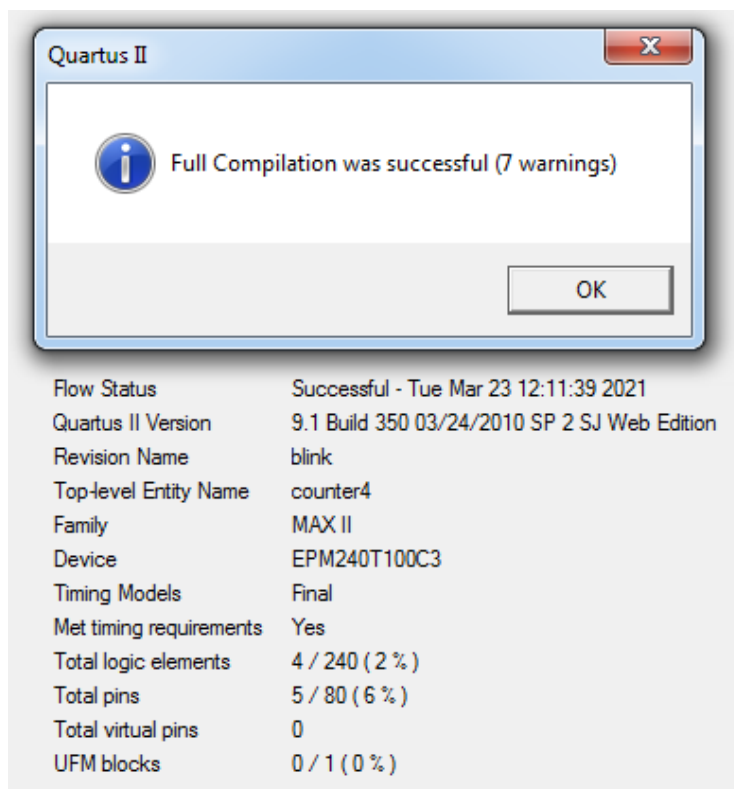 Quartus II
Full Compilation was successful (7 warnings)
OK
Flow Status Successful - Tue Mar 23 12:11:39 2021
Quartus II Version 9.1 Build 350 03/24/2010 SP 2 SJ Web Edition
Revision Name blink
Top-level Entity Name counter4
Family MAX II
Device EPM240T100C3
Timing Models Final
Met timing requirements Yes
Total logic elements 4 / 240 ( 2 % )
Total pins 5 / 80 ( 6 % )
Total virtual pins 0
UFM blocks 0 / 1 ( 0 % )